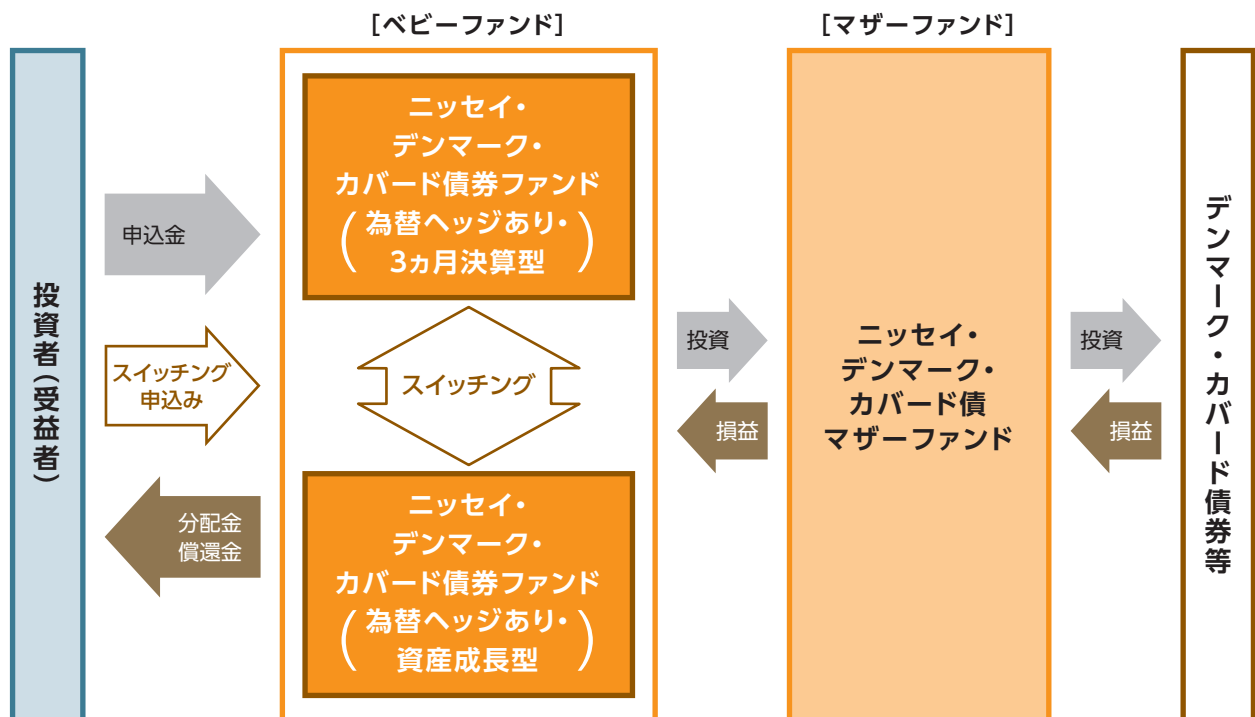 [ベビーファンド]
[マザーファンド]
投資者(受益者)
申込金
スイッチング
申込み
分配金
償還金
ニッセイ・
デンマーク・
カバード債券ファンド
(為替ヘッジあり・
3ヵ月決算型)
スイッチング
ニッセイ・
デンマーク・
カバード債券ファンド
(為替ヘッジあり・
資産成長型)
投資
損益
ニッセイ・
デンマーク・
カバード債
マザーファンド
投資
損益
デンマーク・カバード債券等